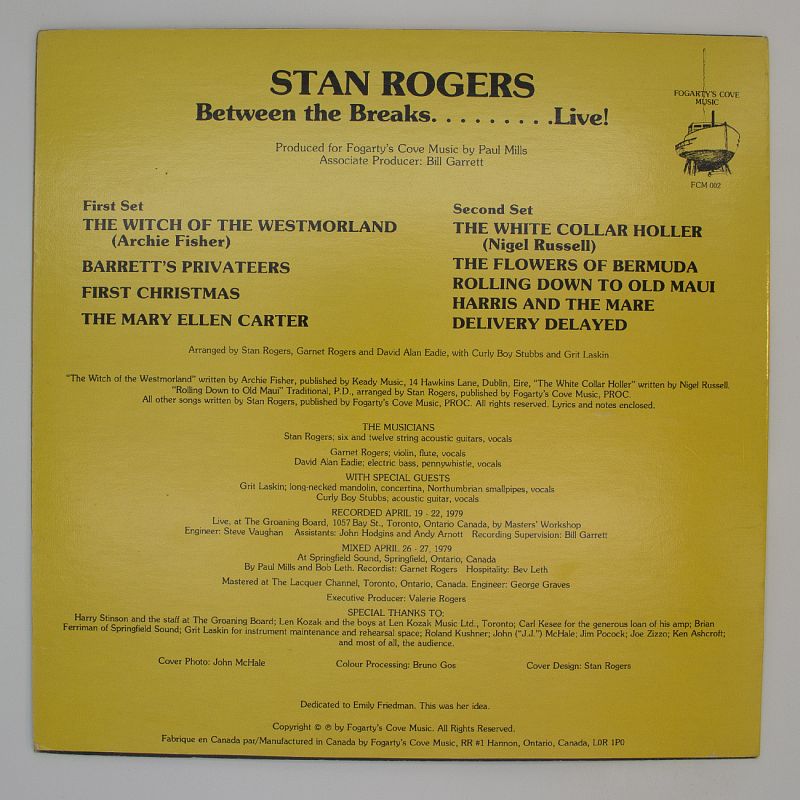 STAN ROGERS
Between the Breaks. . . . . . . . .Live!
FOGARTY'S COVE
MUSIC
FCM 002
Produced for Fogarty's Cove Music by Paul Mills
Associate Producer: Bill Garrett
First Set
THE WITCH OF THE WESTMORLAND
(Archie Fisher)
BARRETT'S PRIVATEERS
FIRST CHRISTMAS
THE MARY ELLEN CARTER
Second Set
THE WHITE COLLAR HOLLER
(Nigel Russell)
THE FLOWERS OF BERMUDA
ROLLING DOWN TO OLD MAUI
HARRIS AND THE MARE
DELIVERY DELAYED
Arranged by Stan Rogers, Garnet Rogers and David Alan Eadie, with Curly Boy Stubbs and Grit Laskin
"The Witch of the Westmorland" written by Archie Fisher, published by Keady Music, 14 Hawkins Lane, Dublin, Eire, "The White Collar Holler" written by Nigel Russell.
"Rolling Down to Old Maui" Traditional, P.D., arranged by Stan Rogers, published by Fogarty's Cove Music, PROC.
All other songs written by Stan Rogers, published by Fogarty's Cove Music, PROC. All rights reserved. Lyrics and notes enclosed.
THE MUSICIANS
Stan Rogers; six and twelve string acoustic guitars, vocals
Garnet Rogers; violin, flute, vocals
David Alan Eadie; electric bass, pennywhistle, vocals
WITH SPECIAL GUESTS
Grit Laskin; long-necked mandolin, concertina, Northumbrian smallpipes, vocals
Curly Boy Stubbs; acoustic guitar, vocals
RECORDED APRIL 19 - 22, 1979
Live, at The Groaning Board, 1057 Bay St., Toronto, Ontario Canada, by Masters' Workshop
Engineer: Steve Vaughan Assistants: John Hodgins and Andy Arnott Recording Supervision: Bill Garrett
MIXED APRIL 26 - 27, 1979
At Springfield Sound, Springfield, Ontario, Canada
By Paul Mills and Bob Leth. Recordist: Garnet Rogers Hospitality: Bev Leth
Mastered at The Lacquer Channel, Toronto, Ontario, Canada. Engineer: George Graves
Executive Producer: Valerie Rogers
SPECIAL THANKS TO:
Harry Stinson and the staff at The Groaning Board; Len Kozak and the boys at Len Kozak Music Ltd., Toronto; Carl Kesee for the generous loan of his amp; Brian
Ferriman of Springfield Sound; Grit Laskin for instrument maintenance and rehearsal space; Roland Kushner; John ("J.J.") McHale; Jim Pocock; Joe Zizzo; Ken Ashcroft;
and most of all, the audience.
Cover Photo: John McHale Colour Processing: Bruno Gos Cover Design: Stan Rogers
Dedicated to Emily Friedman. This was her idea.
Copyright © ℗ by Fogarty's Cove Music. All Rights Reserved.
Fabrique en Canada par/Manufactured in Canada by Fogarty's Cove Music, RR #1 Hannon, Ontario, Canada, L0R 1P0